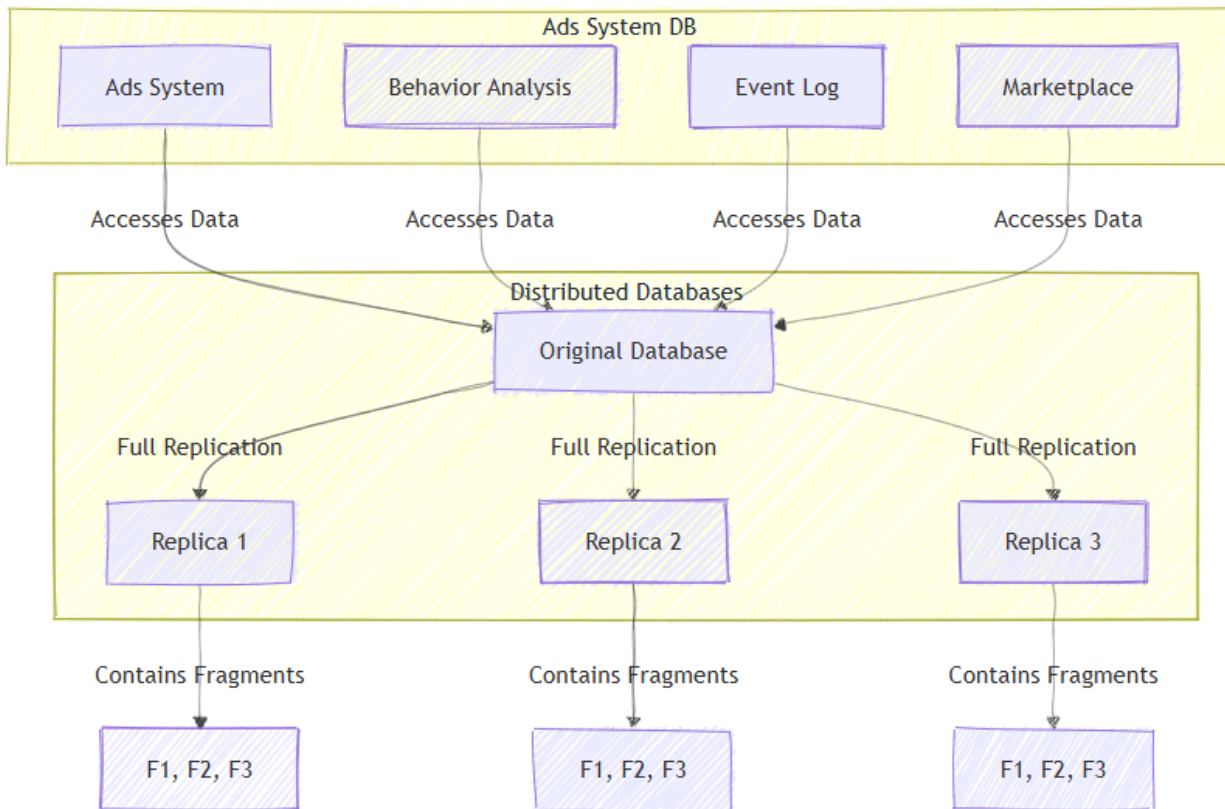 Ads System DB
Ads System
Behavior Analysis
Event Log
Marketplace
Accesses Data
Accesses Data
Accesses Data
Accesses Data
Distributed Databases
Original Database
Full Replication
Full Replication
Full Replication
Replica 1
Replica 2
Replica 3
Contains Fragments
Contains Fragments
Contains Fragments
F1, F2, F3
F1, F2, F3
F1, F2, F3